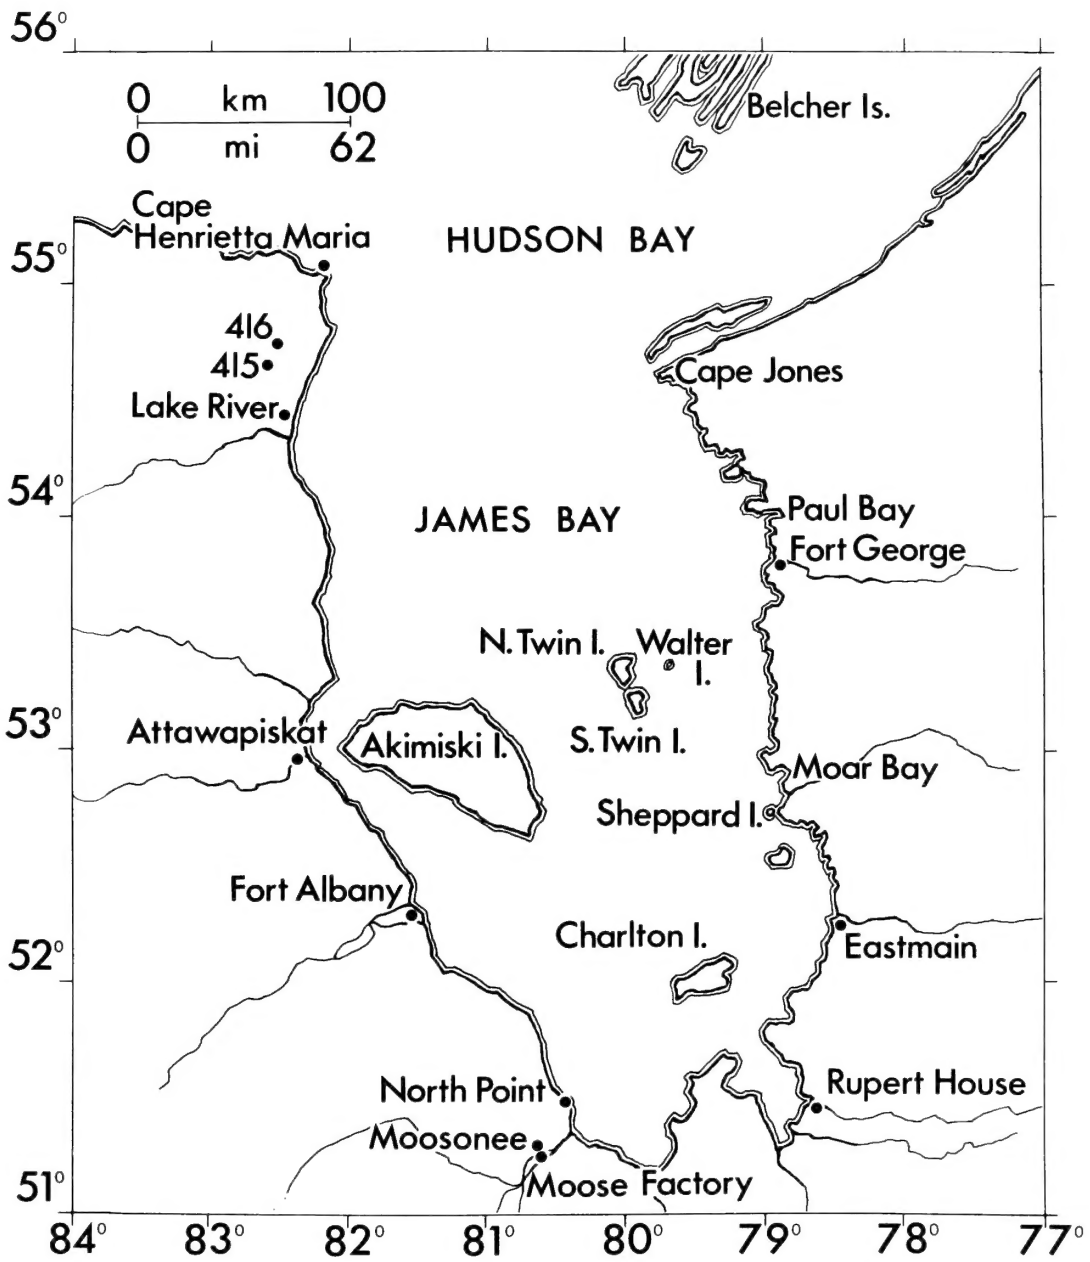 56°
0 km 100
0 mi 62
Belcher Is.
Cape
Henrietta Maria
HUDSON BAY
55°
416
415
Cape Jones
Lake River
54°
JAMES BAY
Paul Bay
Fort George
N. Twin I.
Walter
I.
53°
Attawapiskat
Akimiski I.
S. Twin I.
Moar Bay
Sheppard I.
Fort Albany
Charlton I.
Eastmain
52°
North Point
Rupert House
Moosonee
Moose Factory
51°
84° 83° 82° 81° 80° 79° 78° 77°